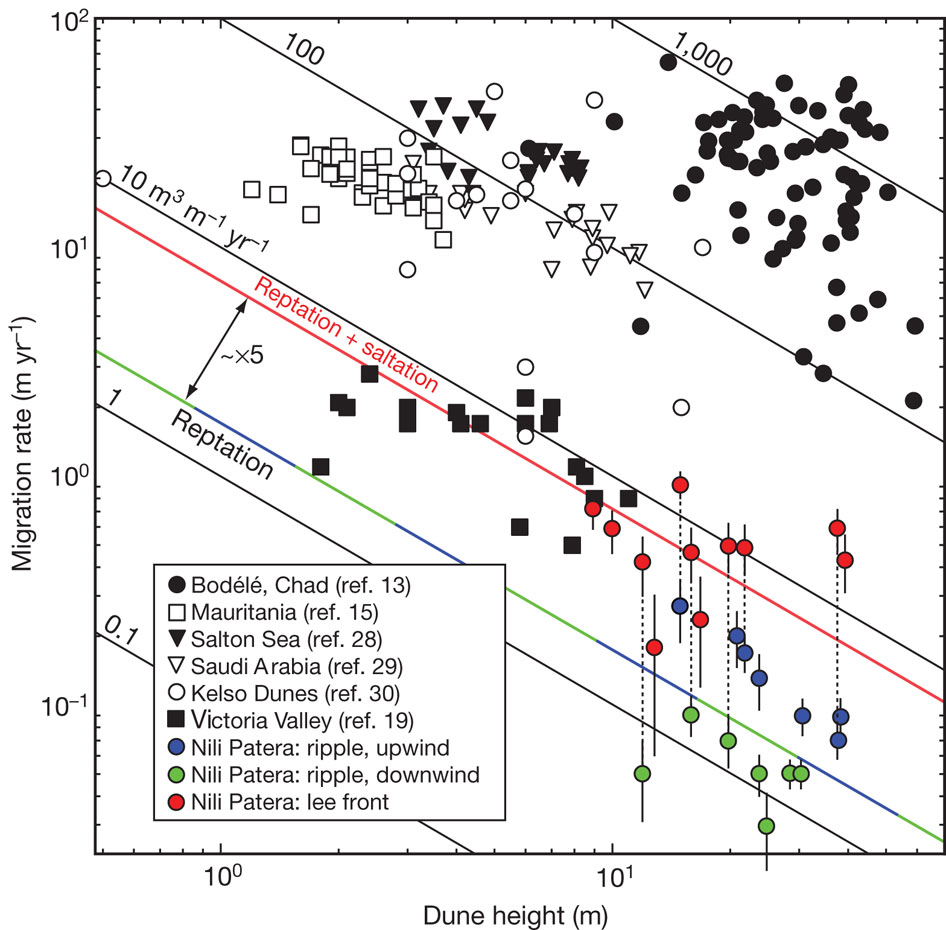 10²
10¹
10⁰
10⁻¹
Migration rate (m yr⁻¹)
100
1,000
10 m³ m⁻¹ yr⁻¹
Reptation + saltation
~×5
1
Reptation
0.1
Bodélé, Chad (ref. 13)
Mauritania (ref. 15)
Salton Sea (ref. 28)
Saudi Arabia (ref. 29)
Kelso Dunes (ref. 30)
Victoria Valley (ref. 19)
Nili Patera: ripple, upwind
Nili Patera: ripple, downwind
Nili Patera: lee front
10⁰
10¹
Dune height (m)